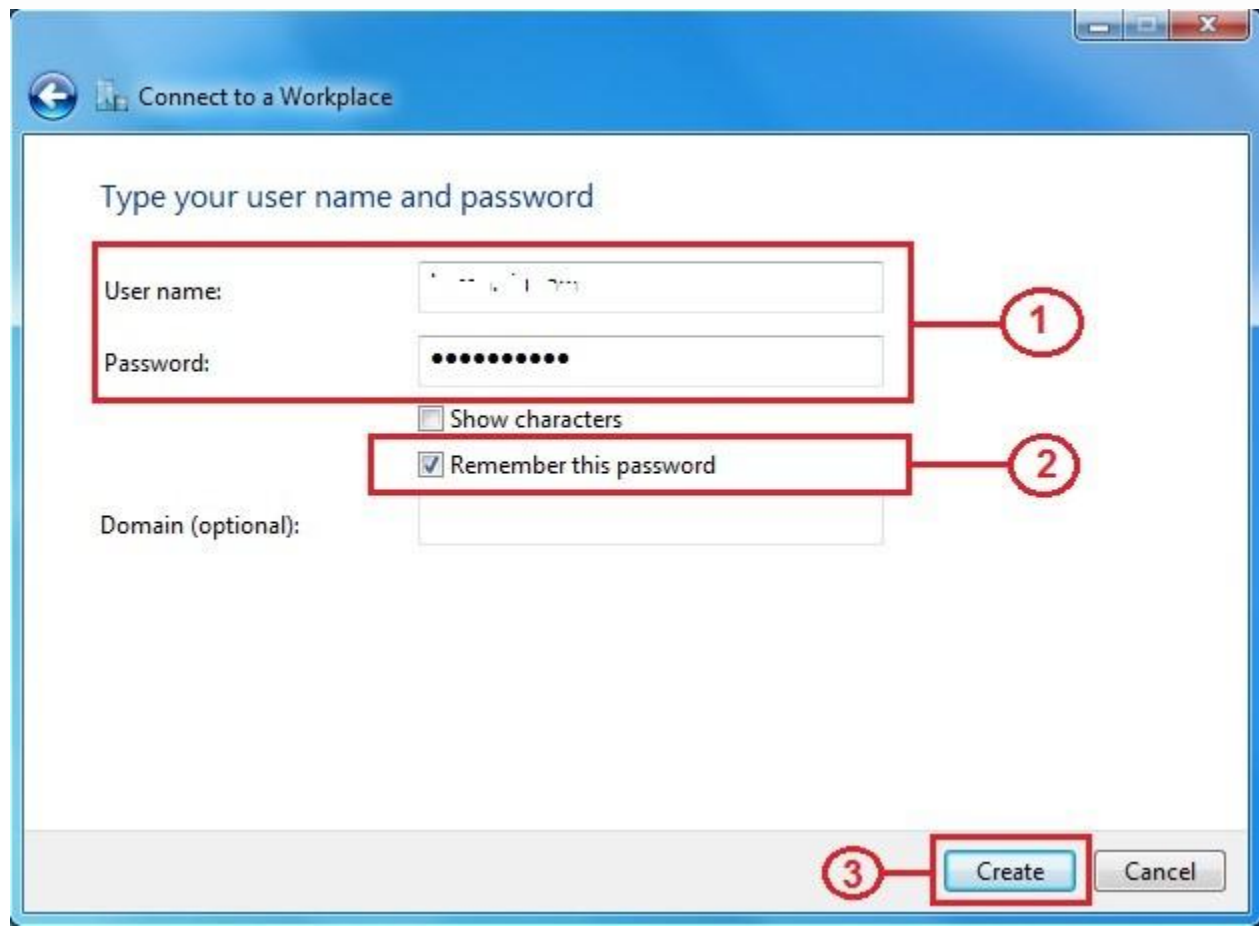 Connect to a Workplace
Type your user name and password
User name:
1
Password:
Show characters
Remember this password
2
Domain (optional):
3
Create
Cancel